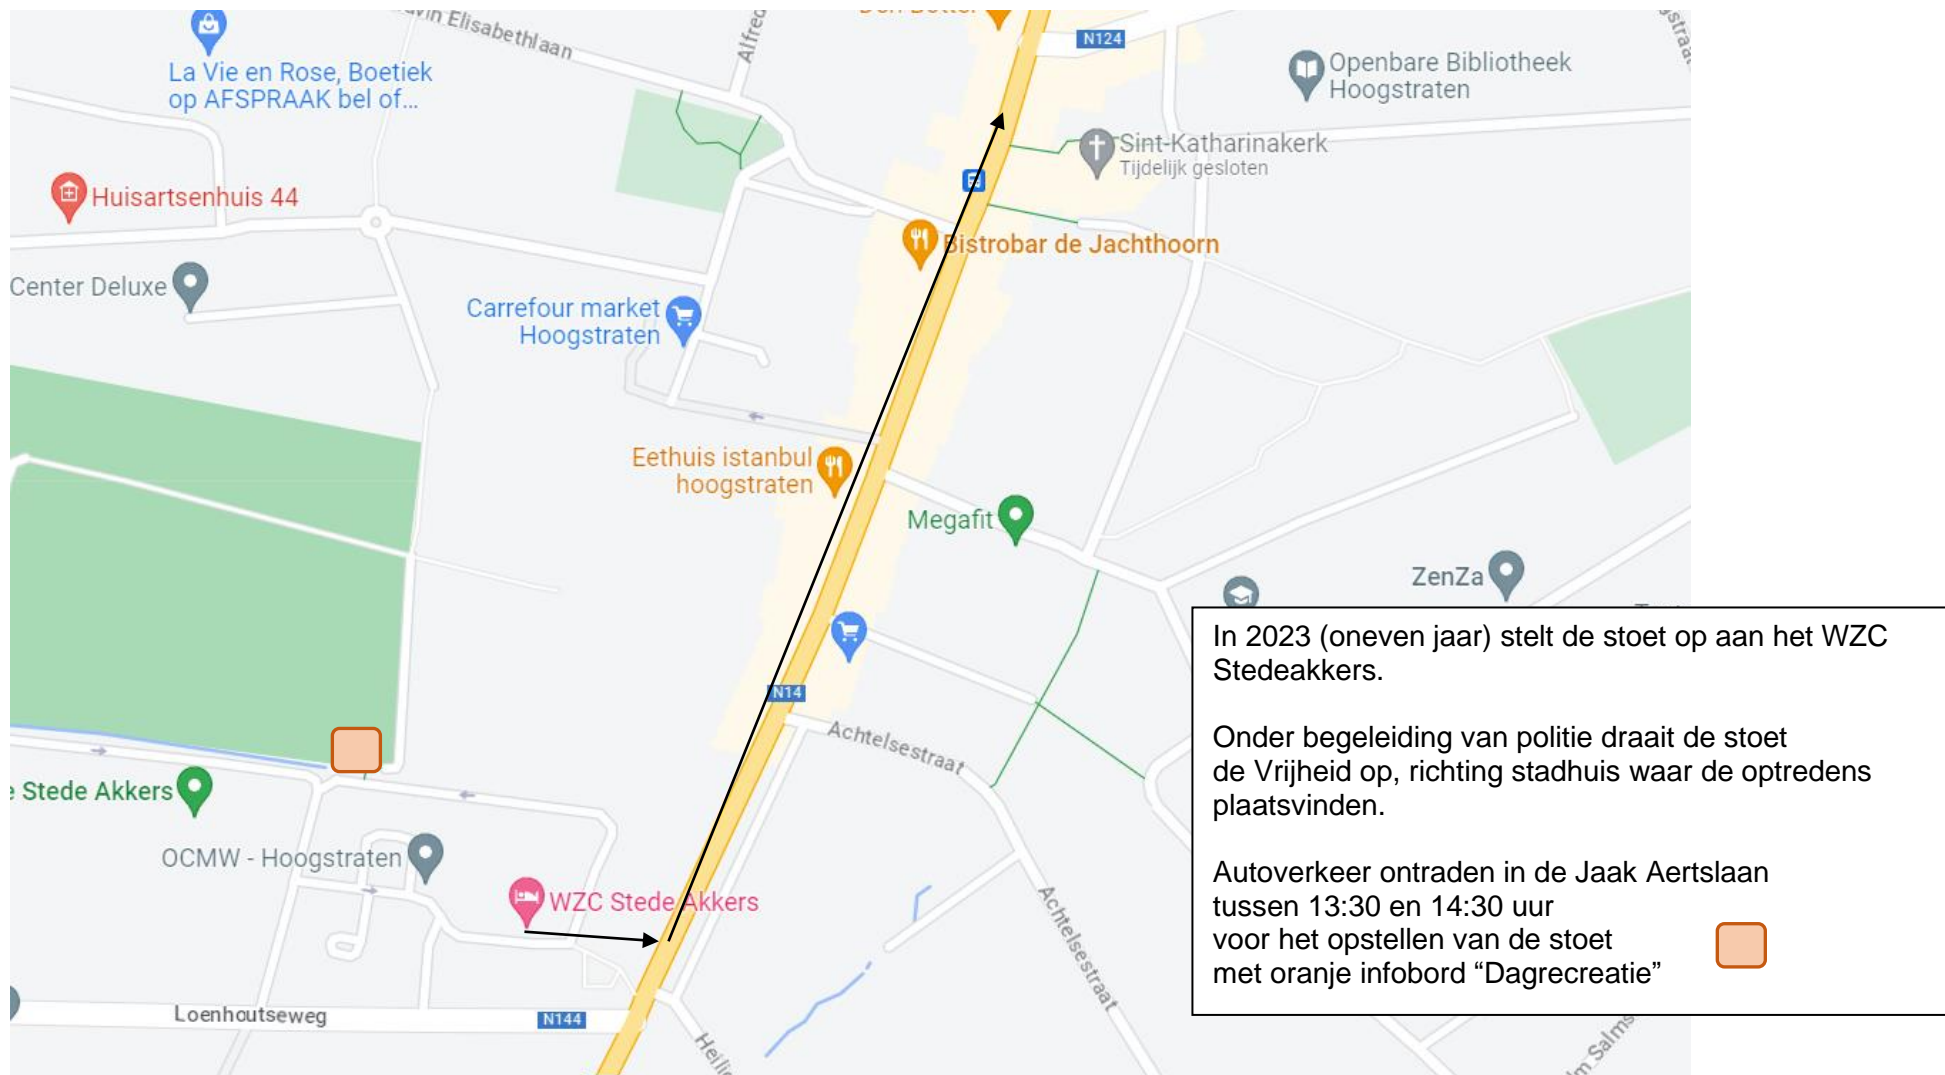 Elisabethlaan
La Vie en Rose, Boetiek
op AFSPRAAK bel of...
N124
Openbare Bibliotheek
Hoogstraten
Sint-Katharinakerk
Tijdelijk gesloten
Huisartsenhuis 44
Bistrobar de Jachthoorn
Center Deluxe
Carrefour market
Hoogstraten
Eethuis istanbul
hoogstraten
Megafit
ZenZa
In 2023 (oneven jaar) stelt de stoet op aan het WZC
Stedeakkers.
Onder begeleiding van politie draait de stoet
de Vrijheid op, richting stadhuis waar de optredens
plaatsvinden.
Autoverkeer ontraden in de Jaak Aertslaan
tussen 13:30 en 14:30 uur
voor het opstellen van de stoet
met oranje infobord “Dagrecreatie”
N14
Achtelsestraat
Stede Akkers
OCMW - Hoogstraten
WZC Stede Akkers
Achtelsestraat
Loenhoutseweg
N144